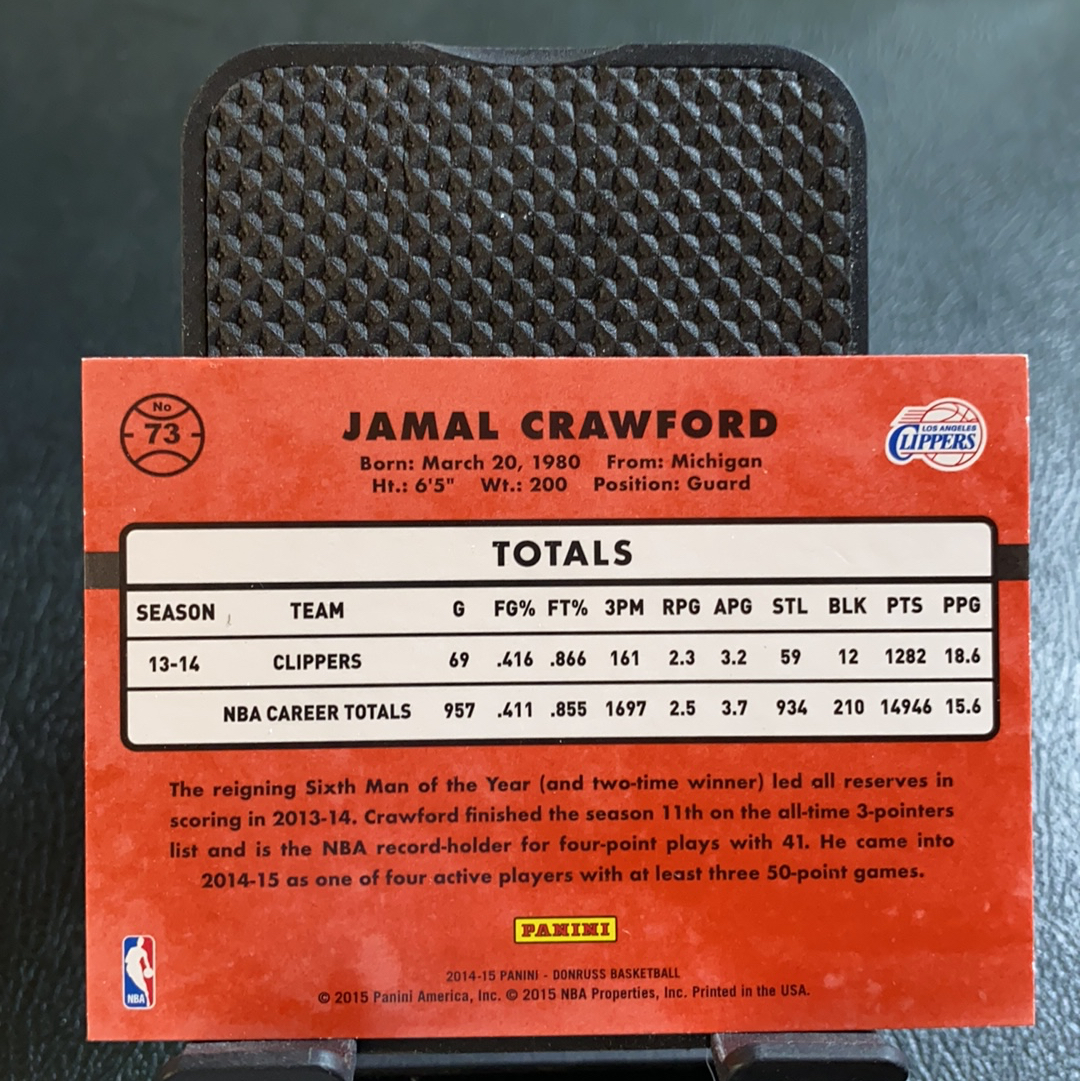 No
73
JAMAL CRAWFORD
Born: March 20, 1980 From: Michigan
Ht.: 6'5" Wt.: 200 Position: Guard
LOS ANGELES
CLIPPERS
TOTALS
SEASON TEAM G FG% FT% 3PM RPG APG STL BLK PTS PPG
13-14 CLIPPERS 69 .416 .866 161 2.3 3.2 59 12 1282 18.6
NBA CAREER TOTALS 957 .411 .855 1697 2.5 3.7 934 210 14946 15.6
The reigning Sixth Man of the Year (and two-time winner) led all reserves in
scoring in 2013-14. Crawford finished the season 11th on the all-time 3-pointers
list and is the NBA record-holder for four-point plays with 41. He came into
2014-15 as one of four active players with at least three 50-point games.
PANINI
NBA
2014-15 PANINI - DONRUSS BASKETBALL
© 2015 Panini America, Inc. © 2015 NBA Properties, Inc. Printed in the USA.